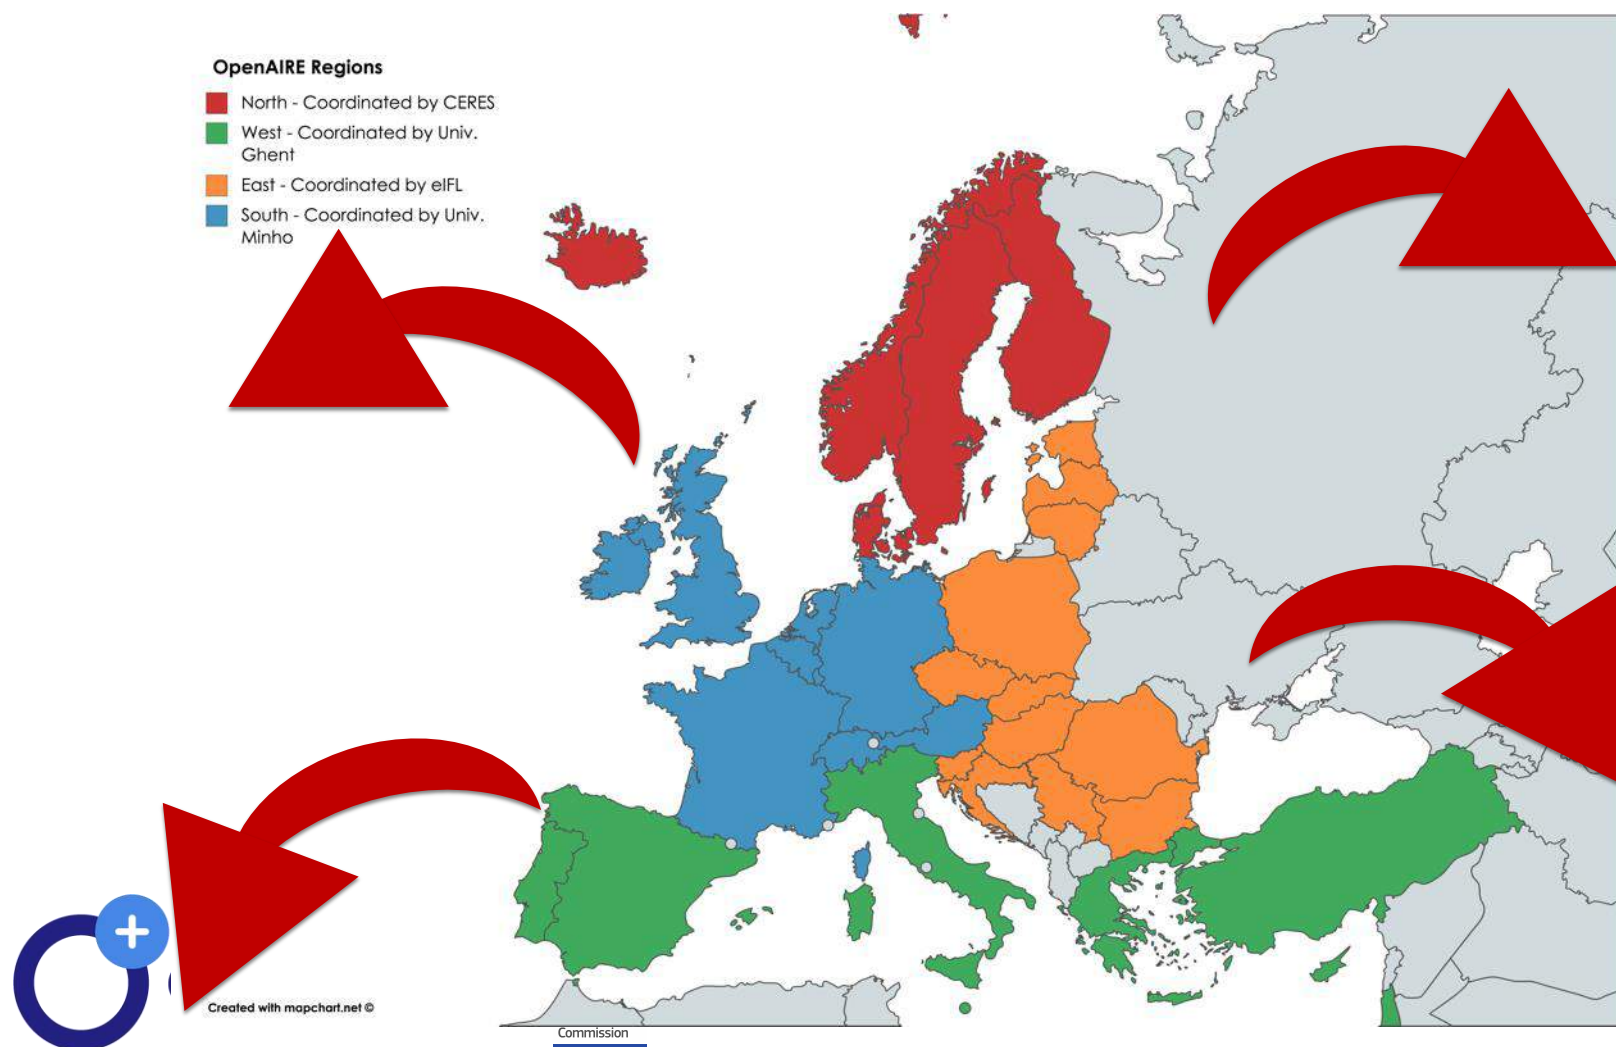 OpenAIRE Regions
North - Coordinated by CERES
West - Coordinated by Univ.
Ghent
East - Coordinated by eIFL
South - Coordinated by Univ.
Minho
Created with mapchart.net ©
Commission